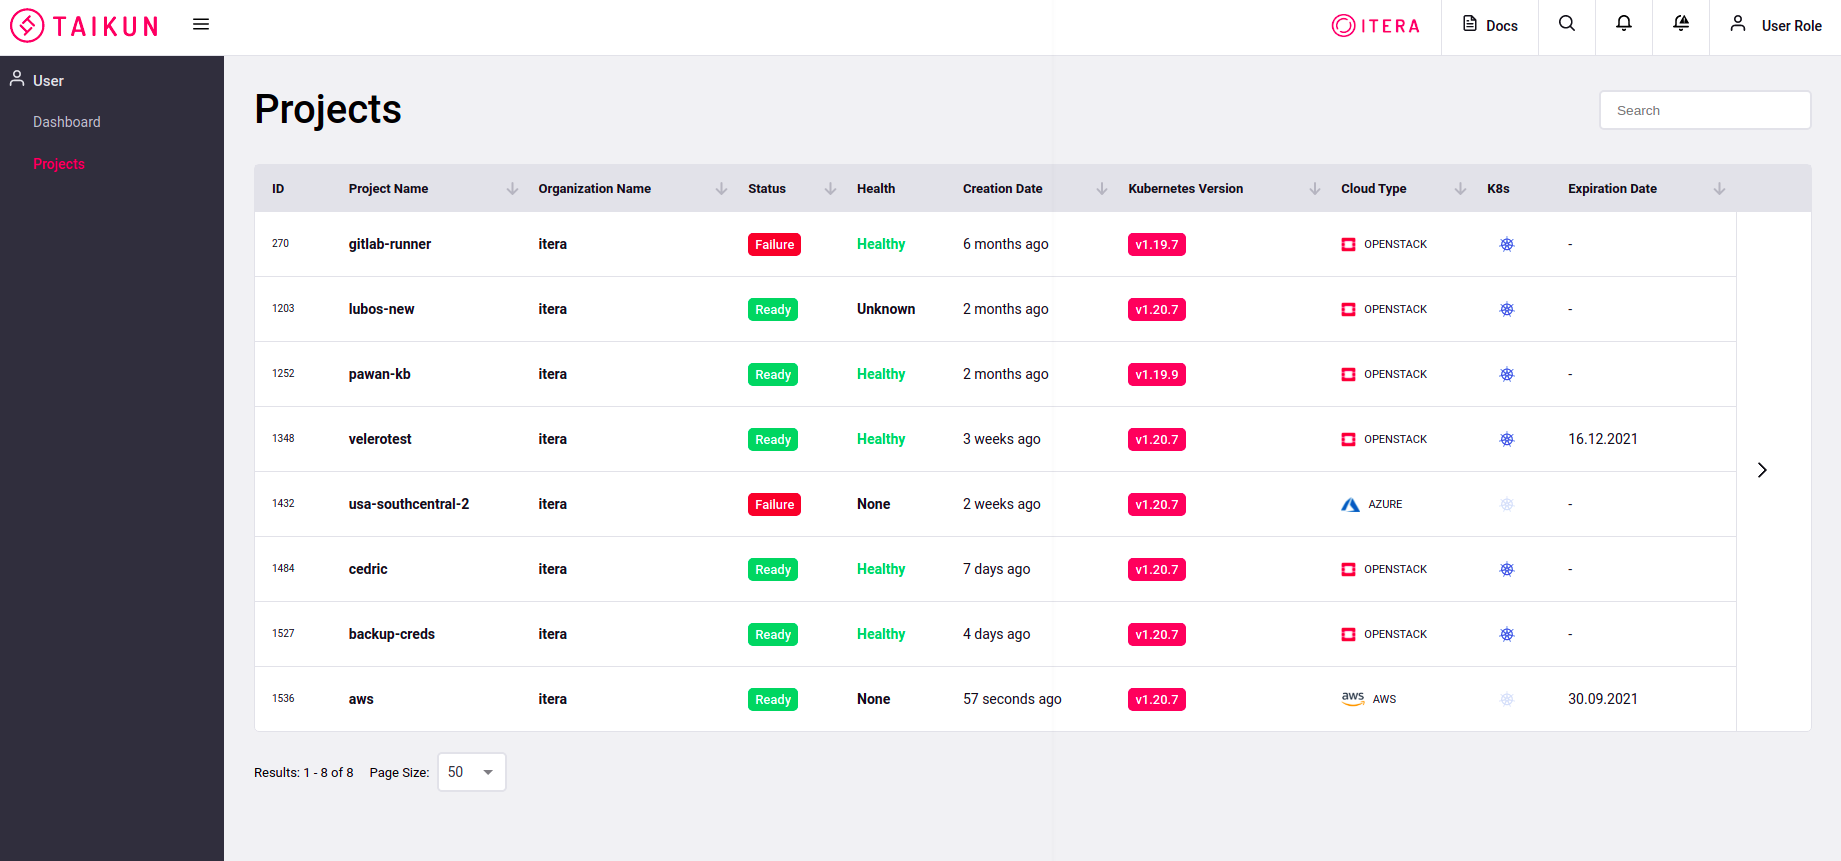 TAIKUN
ITERA
Docs
User Role
User
Dashboard
Projects
Projects
Search
ID Project Name Organization Name Status Health Creation Date Kubernetes Version Cloud Type K8s Expiration Date
270 gitlab-runner itera Failure Healthy 6 months ago v1.19.7 OPENSTACK -
1203 lubos-new itera Ready Unknown 2 months ago v1.20.7 OPENSTACK -
1252 pawan-kb itera Ready Healthy 2 months ago v1.19.9 OPENSTACK -
1348 velerotest itera Ready Healthy 3 weeks ago v1.20.7 OPENSTACK 16.12.2021
1432 usa-southcentral-2 itera Failure None 2 weeks ago v1.20.7 AZURE -
1484 cedric itera Ready Healthy 7 days ago v1.20.7 OPENSTACK -
1527 backup-creds itera Ready Healthy 4 days ago v1.20.7 OPENSTACK -
1536 aws itera Ready None 57 seconds ago v1.20.7 aws AWS 30.09.2021
Results: 1 - 8 of 8 Page Size: 50